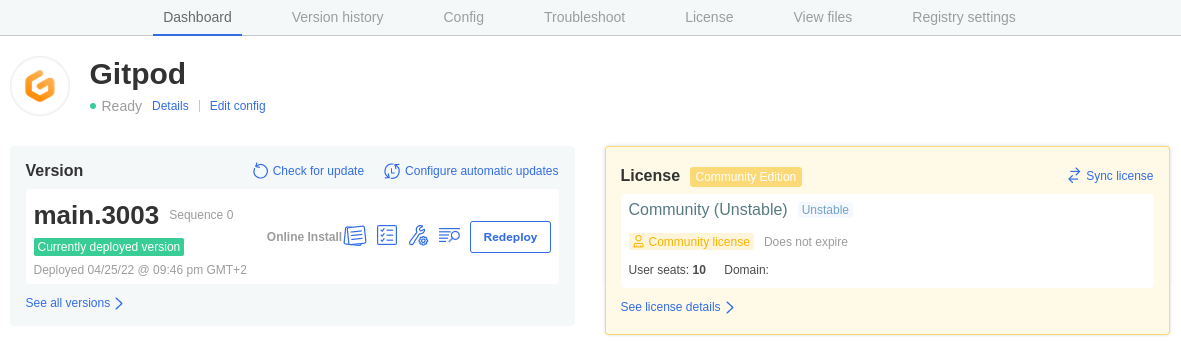 Dashboard Version history Config Troubleshoot License View files Registry settings
Gitpod
Ready Details Edit config
Version Check for update Configure automatic updates
main.3003 Sequence 0
Currently deployed version
Online Install Redeploy
Deployed 04/25/22 @ 09:46 pm GMT+2
See all versions
License Community Edition Sync license
Community (Unstable) Unstable
Community license Does not expire
User seats: 10 Domain:
See license details